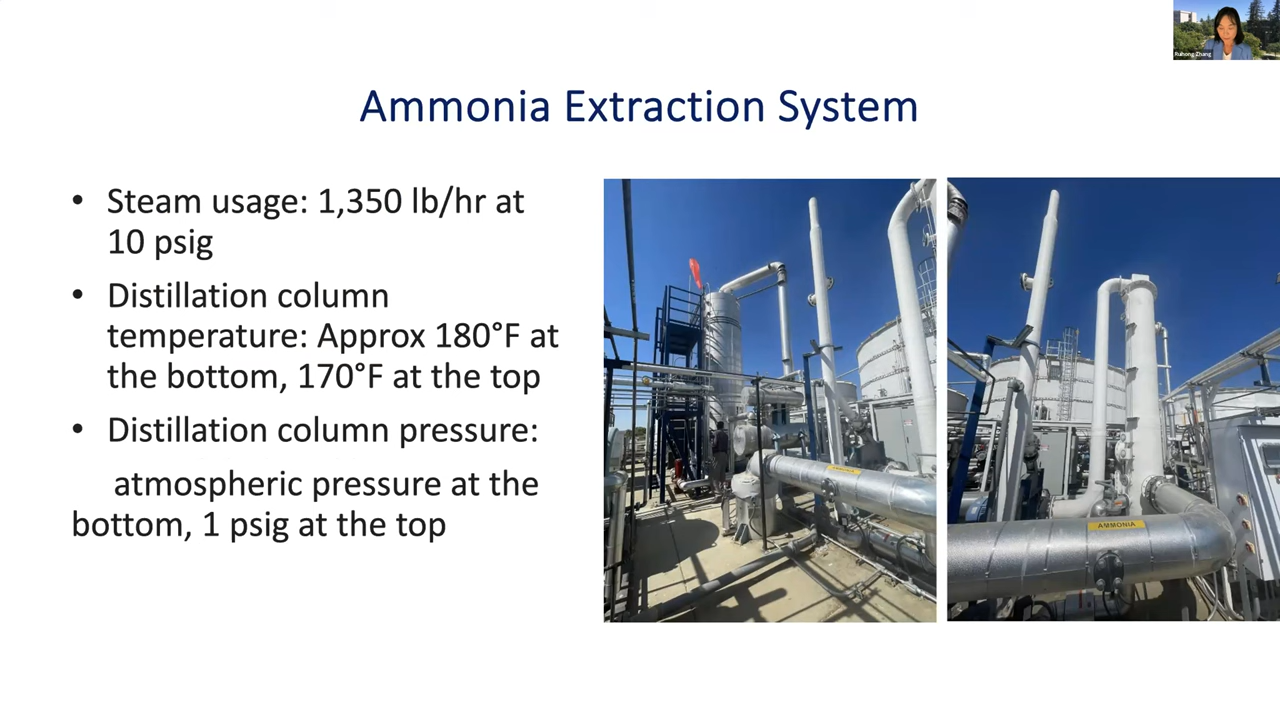 Ruihong Zhang
Ammonia Extraction System
• Steam usage: 1,350 lb/hr at
10 psig
• Distillation column
temperature: Approx 180°F at
the bottom, 170°F at the top
• Distillation column pressure:
atmospheric pressure at the
bottom, 1 psig at the top
AMMONIA